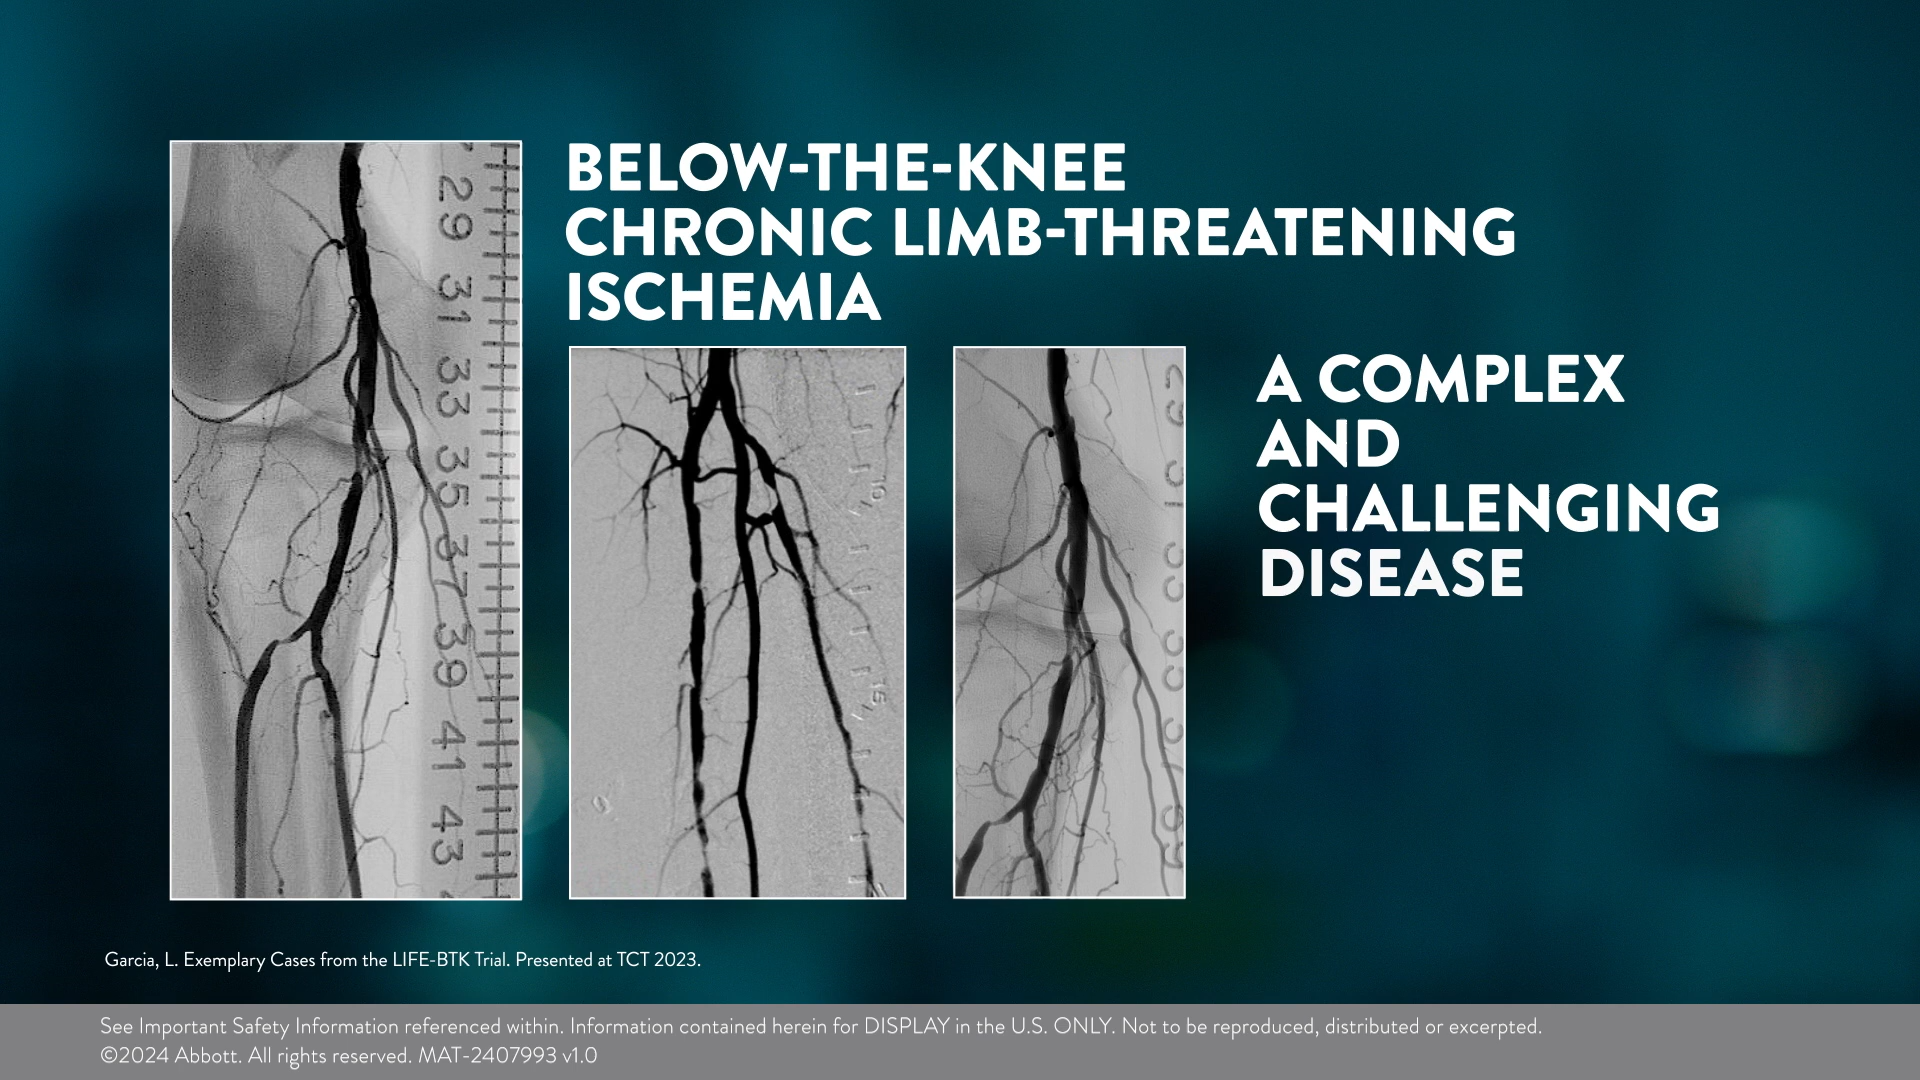 BELOW-THE-KNEE
CHRONIC LIMB-THREATENING
ISCHEMIA
A COMPLEX
AND
CHALLENGING
DISEASE
29
31
33
35
37
39
41
43
Garcia, L. Exemplary Cases from the LIFE-BTK Trial. Presented at TCT 2023.
See Important Safety Information referenced within. Information contained herein for DISPLAY in the U.S. ONLY. Not to be reproduced, distributed or excerpted.
©2024 Abbott. All rights reserved. MAT-2407993 v1.0